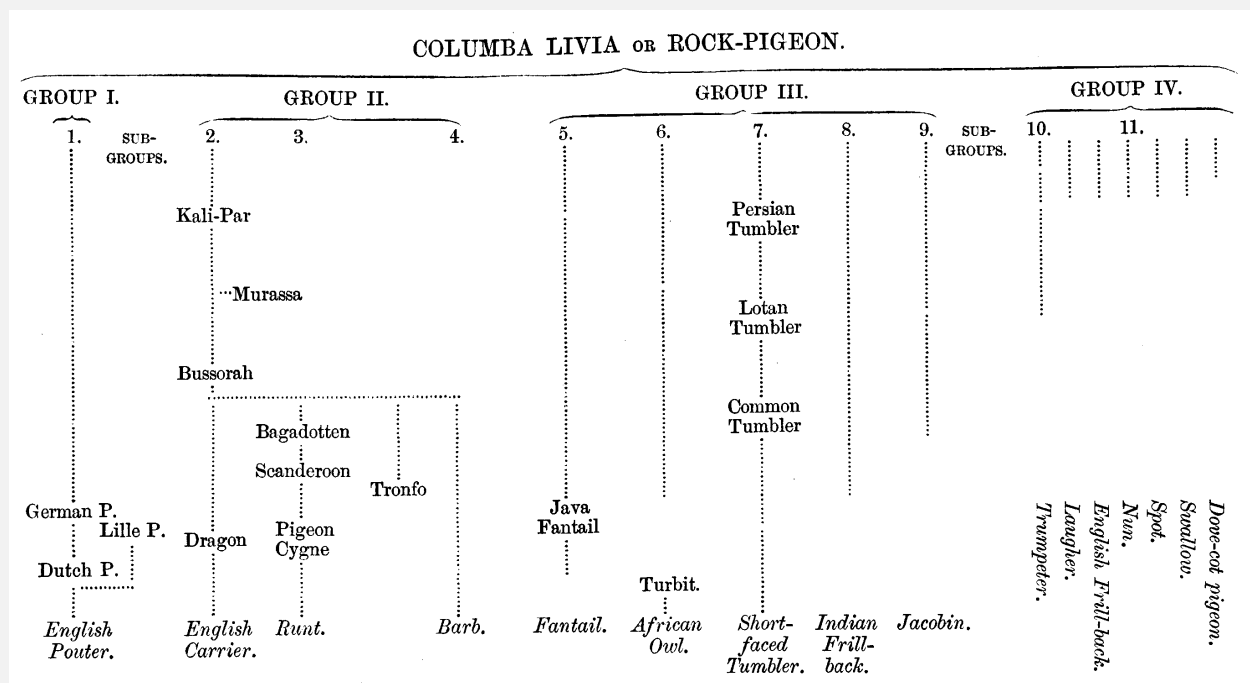 COLUMBA LIVIA OR ROCK-PIGEON.
GROUP I.
GROUP II.
GROUP III.
GROUP IV.
1.
SUB-
GROUPS.
2.
3.
4.
5.
6.
7.
8.
9.
SUB-
GROUPS.
10.
11.
Kali-Par
Murassa
Bussorah
Persian
Tumbler
Lotan
Tumbler
Common
Tumbler
Bagadotten
Scanderoon
Tronfo
German P.
Lille P.
Dutch P.
Dragon
Pigeon
Cygne
Java
Fantail
Turbit.
English
Pouter.
English
Carrier.
Runt.
Barb.
Fantail.
African
Owl.
Short-
faced
Tumbler.
Indian
Frill-
back.
Jacobin.
Trumpeter.
Laugher.
English Frill-back.
Nun.
Spot.
Swallow.
Dove-cot pigeon.